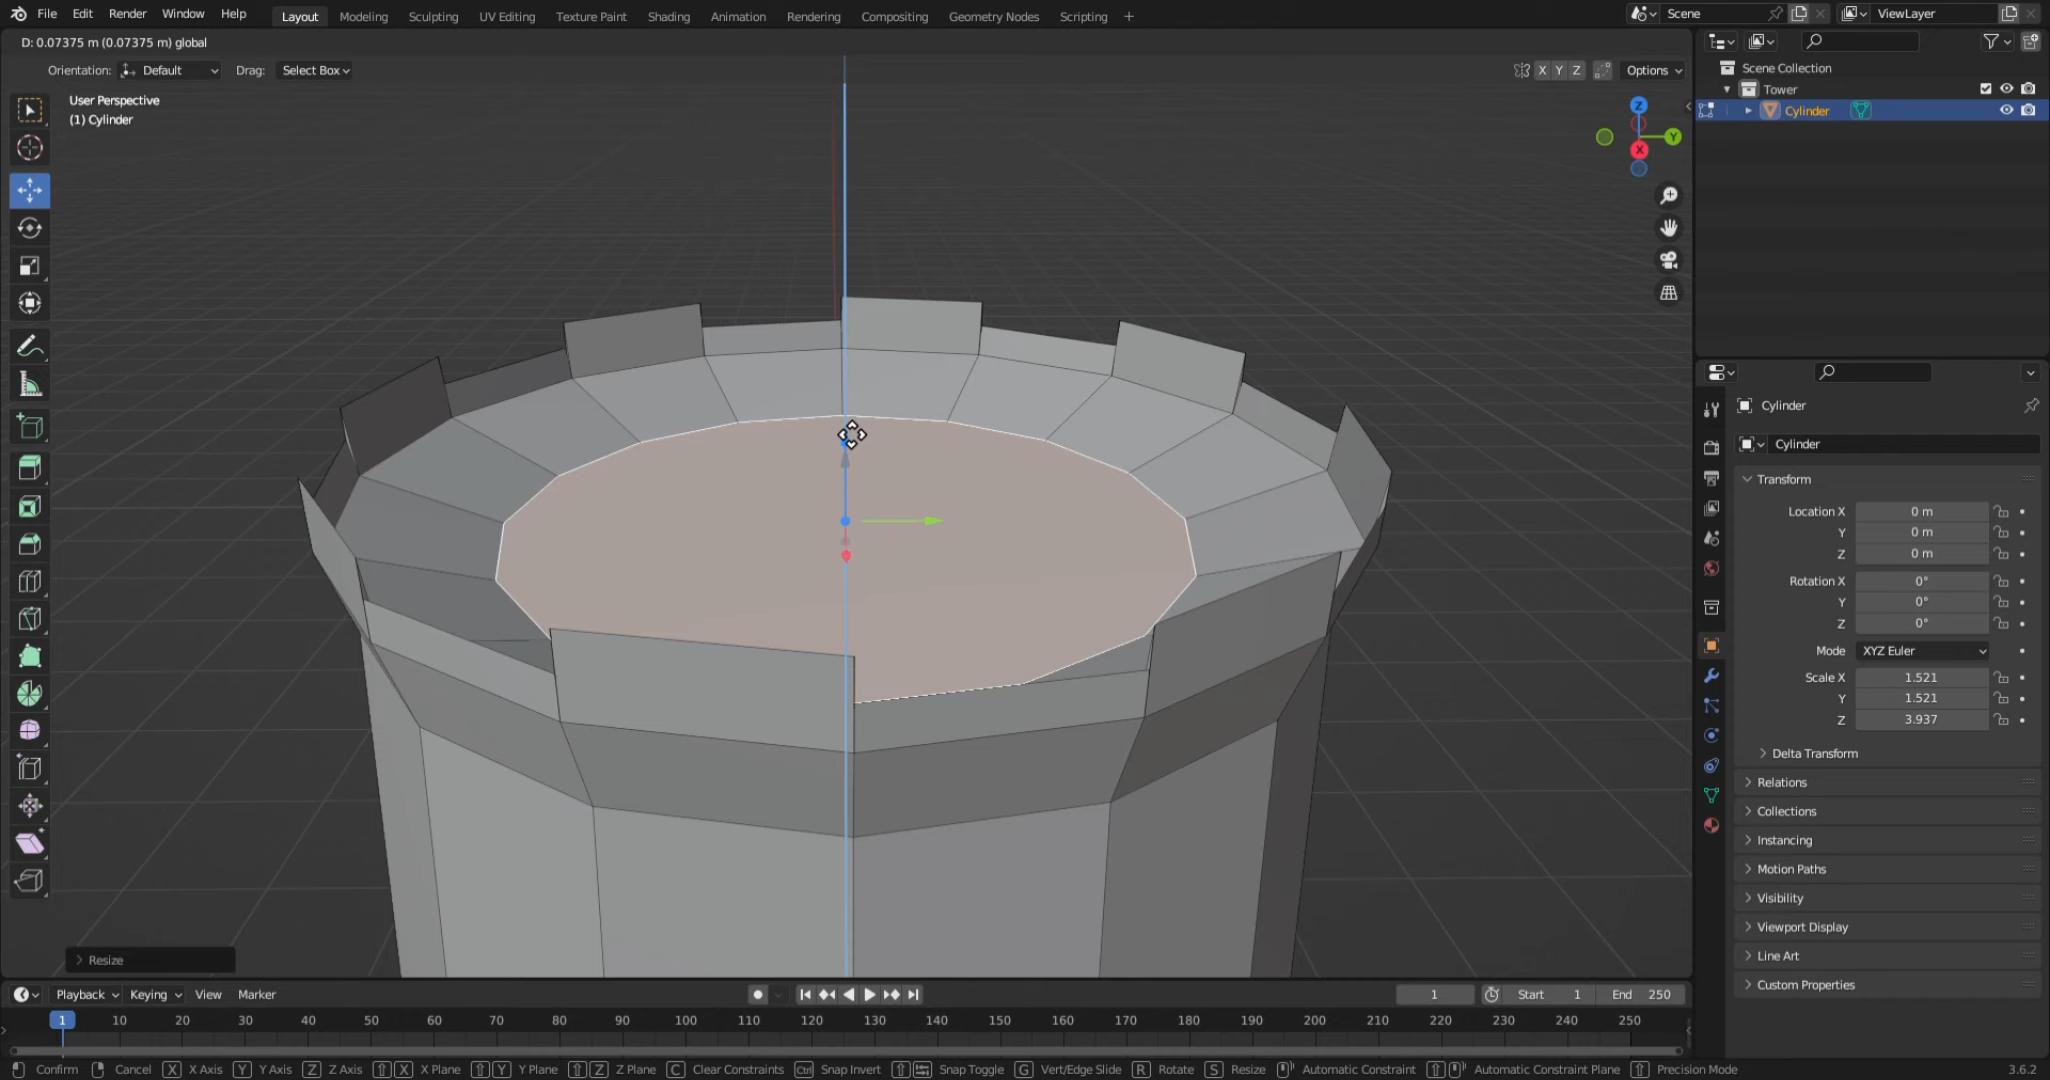 File Edit Render Window Help Layout Modeling Sculpting UV Editing Texture Paint Shading Animation Rendering Compositing Geometry Nodes Scripting + Scene ViewLayer
D: 0.07375 m (0.07375 m) global
Orientation: Default Drag: Select Box X Y Z Options
User Perspective
(1) Cylinder
Z
Y
X
Scene Collection
Tower
Cylinder
Cylinder
Cylinder
Transform
Location X 0 m
Y 0 m
Z 0 m
Rotation X 0°
Y 0°
Z 0°
Mode XYZ Euler
Scale X 1.521
Y 1.521
Z 3.937
Delta Transform
Relations
Collections
Instancing
Motion Paths
Visibility
Viewport Display
Line Art
Custom Properties
Resize
Playback Keying View Marker 1 Start 1 End 250
1 10 20 30 40 50 60 70 80 90 100 110 120 130 140 150 160 170 180 190 200 210 220 230 240 250
Confirm Cancel X X Axis Y Y Axis Z Z Axis X X Plane Y Y Plane Z Z Plane C Clear Constraints Ctrl Snap Invert Snap Toggle G Vert/Edge Slide R Rotate S Resize Automatic Constraint Automatic Constraint Plane Precision Mode 3.6.2